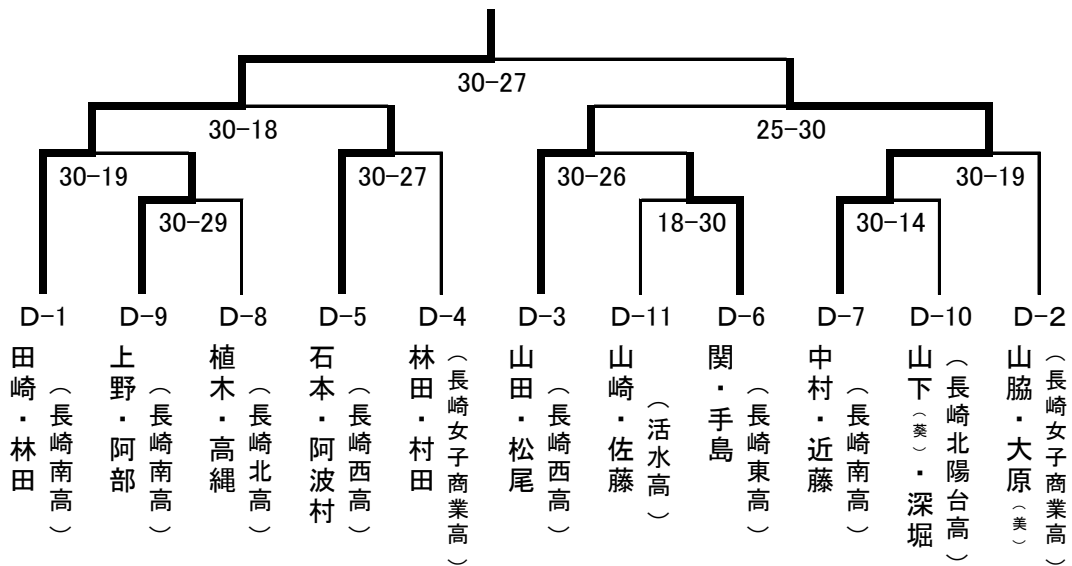 30-27
30-18
25-30
30-19
30-27
30-26
30-19
30-29
18-30
30-14
D-1
D-9
D-8
D-5
D-4
D-3
D-11
D-6
D-7
D-10
D-2
田崎・林田
（長崎南高）
上野・阿部
（長崎南高）
植木・高縄
（長崎北高）
石本・阿波村
（長崎西高）
林田・村田
（長崎女子商業高）
山田・松尾
（長崎西高）
山崎・佐藤
（活水高）
関・手島
（長崎東高）
中村・近藤
（長崎南高）
山下（葵）・深堀
（長崎北陽台高）
山脇・大原（美）
（長崎女子商業高）